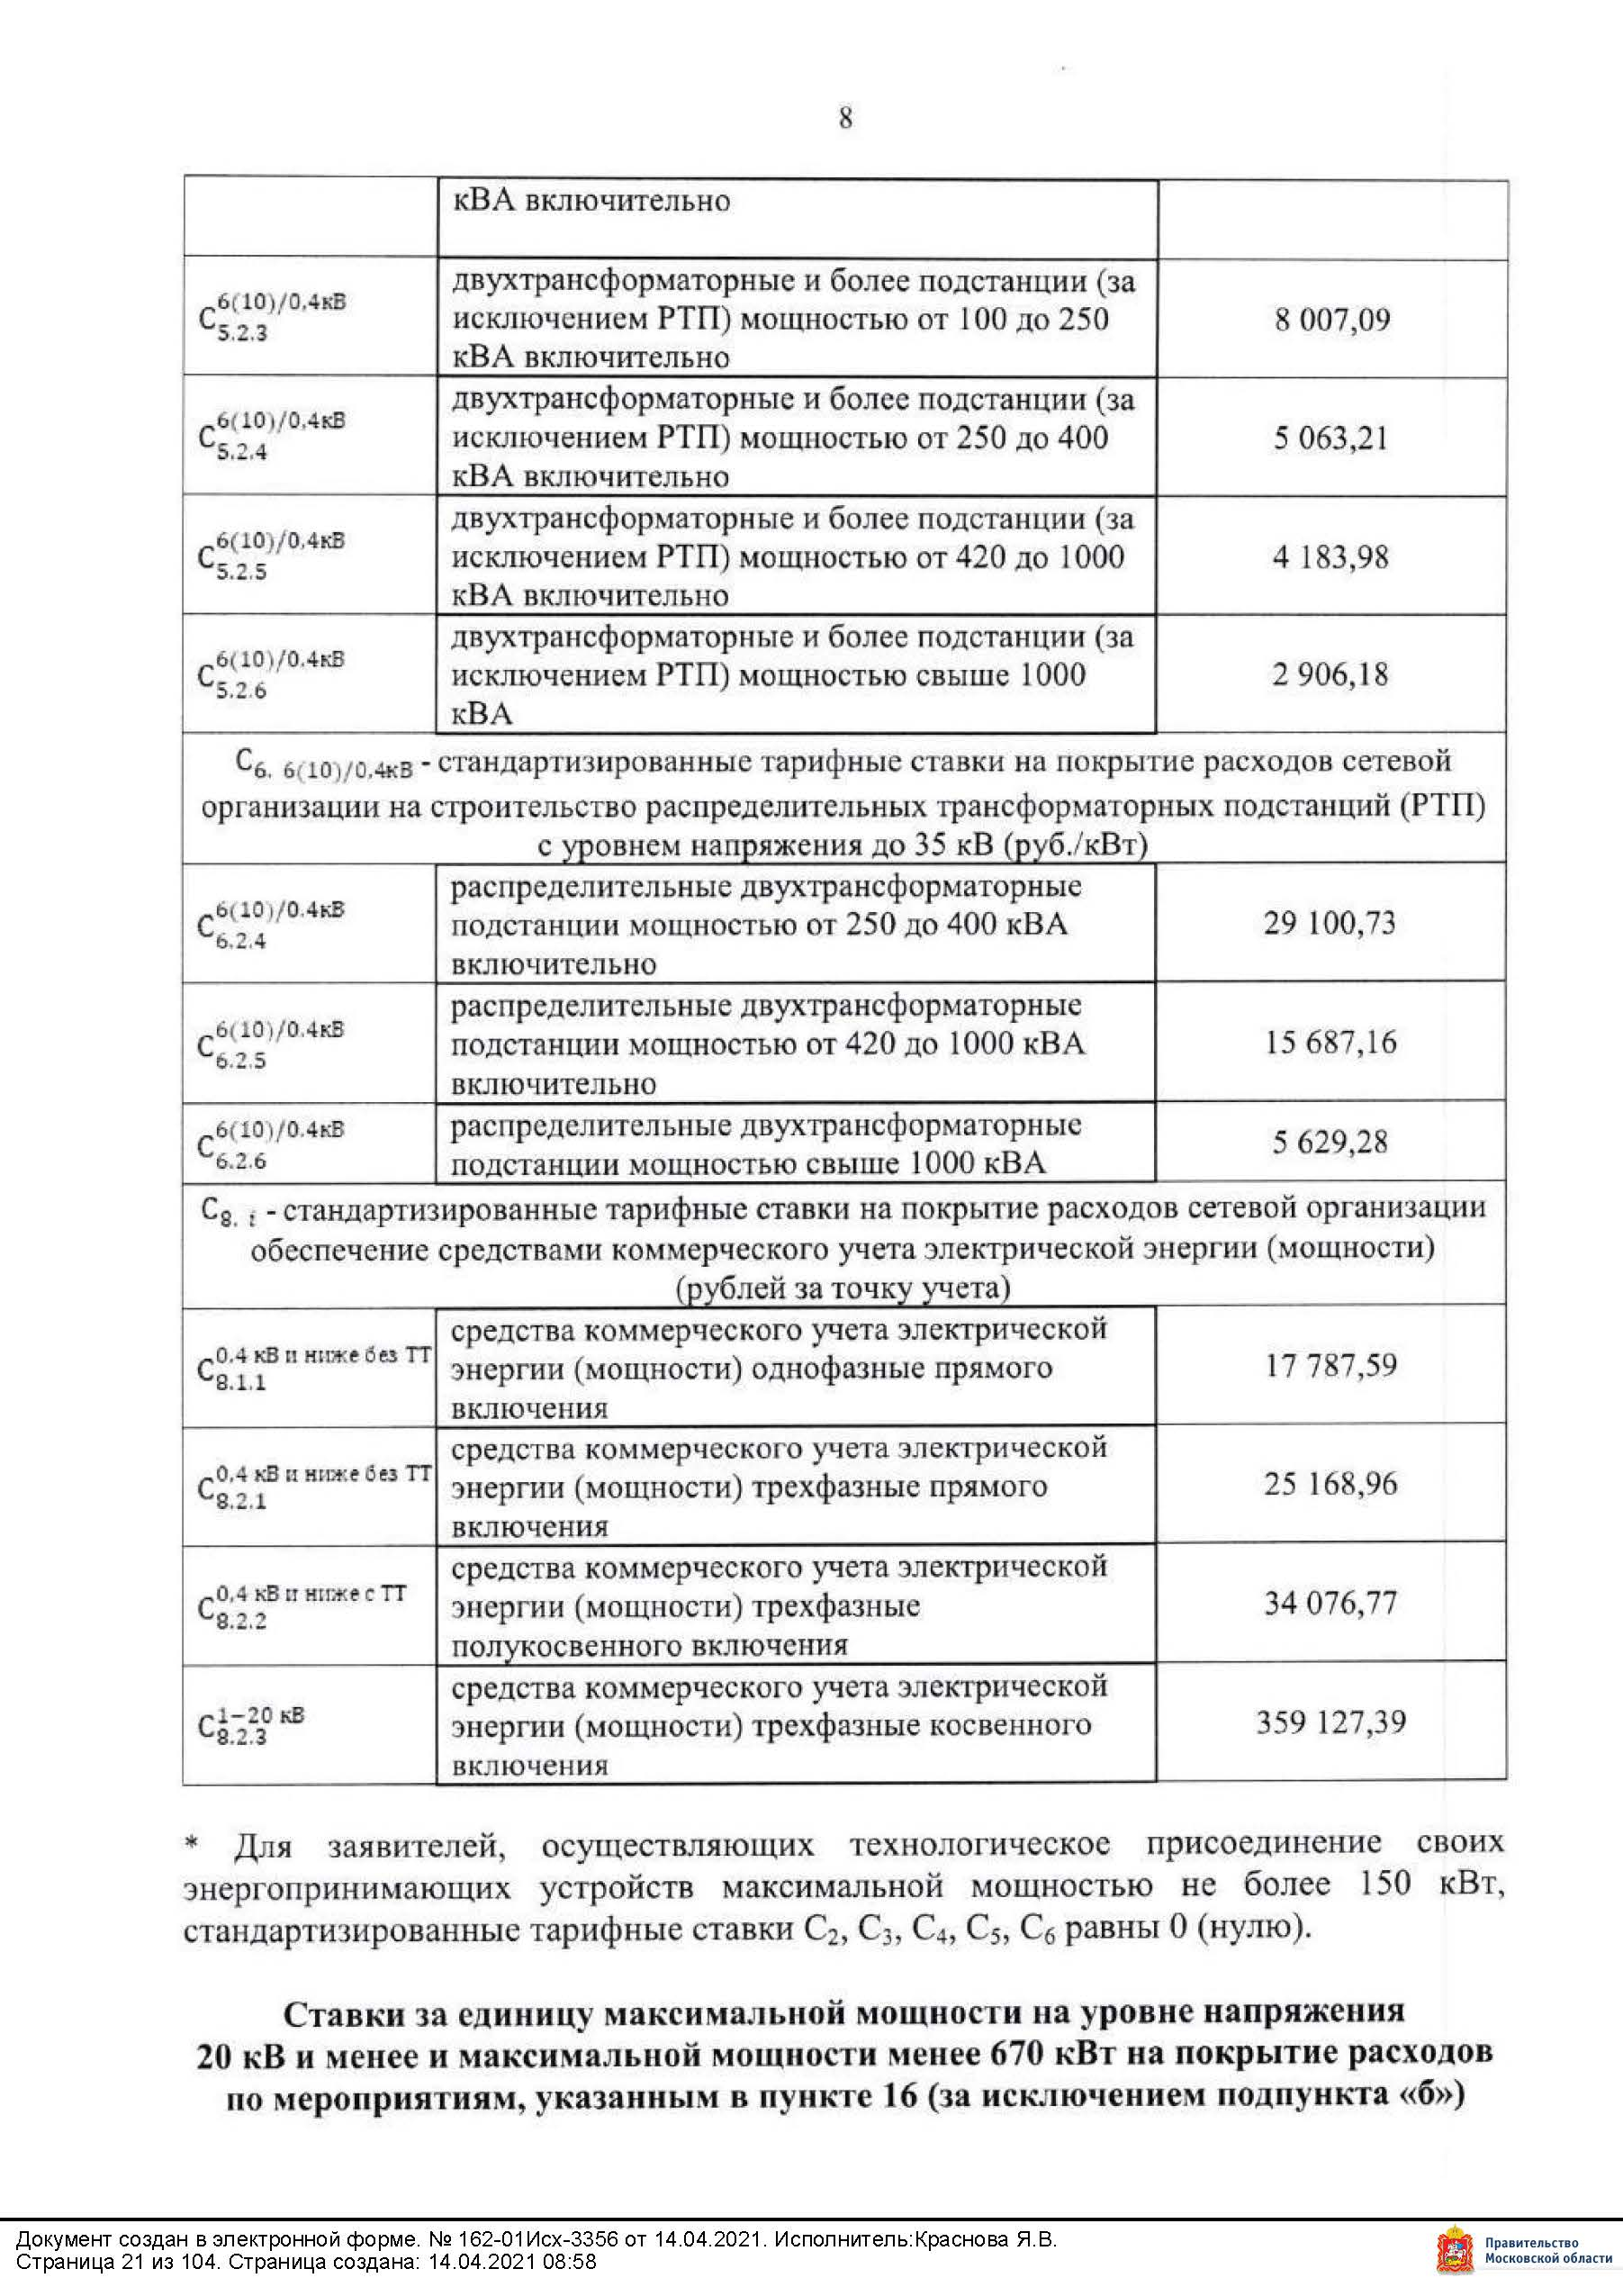 8
кВА включительно
C 6(10)/0,4кВ 5.2.3
двухтрансформаторные и более подстанции (за
исключением РТП) мощностью от 100 до 250
кВА включительно
8 007,09
C 6(10)/0,4кВ 5.2.4
двухтрансформаторные и более подстанции (за
исключением РТП) мощностью от 250 до 400
кВА включительно
5 063,21
C 6(10)/0,4кВ 5.2.5
двухтрансформаторные и более подстанции (за
исключением РТП) мощностью от 420 до 1000
кВА включительно
4 183,98
C 6(10)/0.4кВ 5.2.6
двухтрансформаторные и более подстанции (за
исключением РТП) мощностью свыше 1000
кВА
2 906,18
C6. 6(10)/0,4кВ - стандартизированные тарифные ставки на покрытие расходов сетевой
организации на строительство распределительных трансформаторных подстанций (РТП)
с уровнем напряжения до 35 кВ (руб./кВт)
C 6(10)/0.4кВ 6.2.4
распределительные двухтрансформаторные
подстанции мощностью от 250 до 400 кВА
включительно
29 100,73
C 6(10)/0.4кВ 6.2.5
распределительные двухтрансформаторные
подстанции мощностью от 420 до 1000 кВА
включительно
15 687,16
C 6(10)/0.4кВ 6.2.6
распределительные двухтрансформаторные
подстанции мощностью свыше 1000 кВА
5 629,28
C8. i - стандартизированные тарифные ставки на покрытие расходов сетевой организации
обеспечение средствами коммерческого учета электрической энергии (мощности)
(рублей за точку учета)
C 0.4 кВ и ниже без ТТ 8.1.1
средства коммерческого учета электрической
энергии (мощности) однофазные прямого
включения
17 787,59
C 0,4 кВ и ниже без ТТ 8.2.1
средства коммерческого учета электрической
энергии (мощности) трехфазные прямого
включения
25 168,96
C 0,4 кВ и ниже с ТТ 8.2.2
средства коммерческого учета электрической
энергии (мощности) трехфазные
полукосвенного включения
34 076,77
C 1−20 кВ 8.2.3
средства коммерческого учета электрической
энергии (мощности) трехфазные косвенного
включения
359 127,39
* Для заявителей, осуществляющих технологическое присоединение своих
энергопринимающих устройств максимальной мощностью не более 150 кВт,
стандартизированные тарифные ставки C2, C3, C4, C5, C6 равны 0 (нулю).
Ставки за единицу максимальной мощности на уровне напряжения
20 кВ и менее и максимальной мощности менее 670 кВт на покрытие расходов
по мероприятиям, указанным в пункте 16 (за исключением подпункта «б»)
Документ создан в электронной форме. № 162-01Исх-3356 от 14.04.2021. Исполнитель:Краснова Я.В.
Страница 21 из 104. Страница создана: 14.04.2021 08:58
Правительство
Московской области